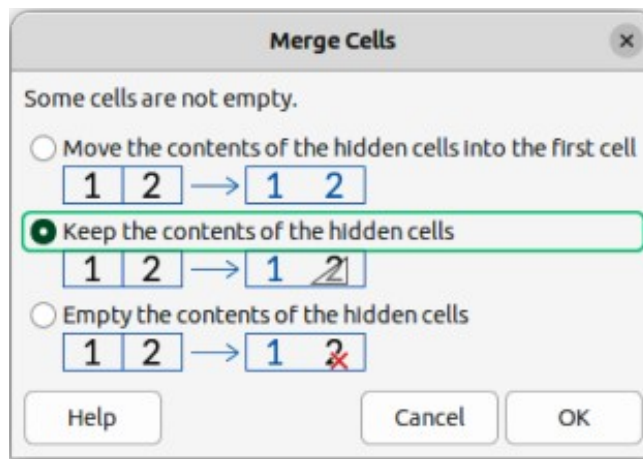 Merge Cells
Some cells are not empty.
Move the contents of the hidden cells into the first cell
1 2 → 1 2
Keep the contents of the hidden cells
1 2 → 1 2
Empty the contents of the hidden cells
1 2 → 1 2
Help Cancel OK